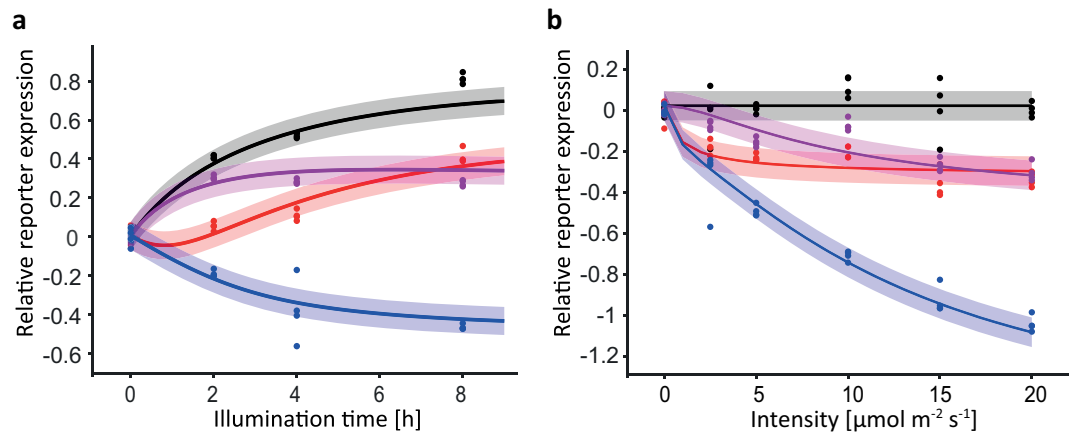 a
Relative reporter expression
0.8
0.6
0.4
0.2
0
-0.2
-0.4
-0.6
0 2 4 6 8
Illumination time [h]
b
Relative reporter expression
0.2
0
-0.2
-0.4
-0.6
-0.8
-1
-1.2
0 5 10 15 20
Intensity [μmol m⁻² s⁻¹]